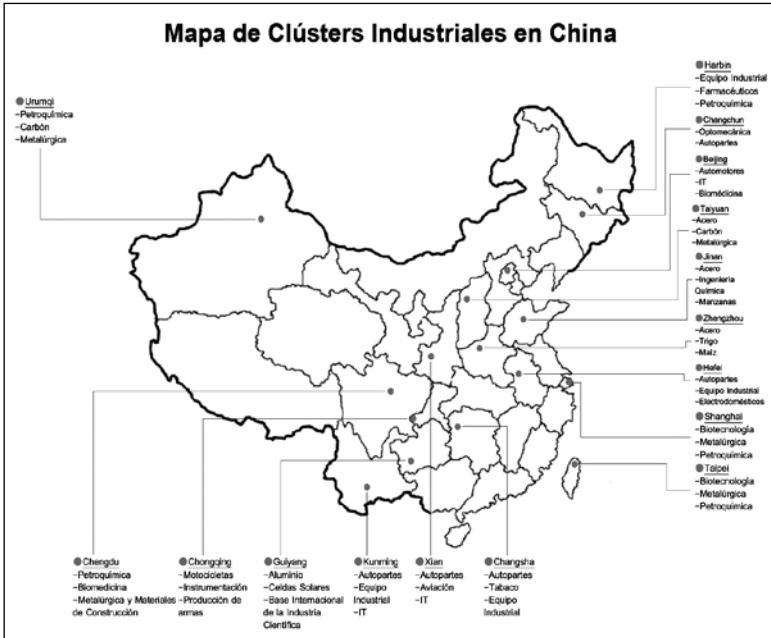 Mapa de Clústers Industriales en China
Urumqi
-Petroquímica
-Carbón
-Metalúrgica
Harbin
-Equipo Industrial
-Farmacéuticos
-Petroquímica
Changchun
-Optomecánica
-Autopartes
Beijing
-Automotores
-IT
-Biomédicina
Taiyuan
-Acero
-Carbón
-Metalúrgica
Jinan
-Acero
-Ingeniería
Química
-Manzanas
Zhengzhou
-Acero
-Trigo
-Maíz
Hefei
-Autopartes
-Equipo Industrial
-Electrodomésticos
Shanghai
-Biotecnología
-Metalúrgica
-Petroquímica
Taipei
-Biotecnología
-Metalúrgica
-Petroquímica
Chengdu
-Petroquímica
-Biomedicina
-Metalúrgica y Materiales
de Construcción
Chongqing
-Motocicletas
-Instrumentación
-Producción de
armas
Guiyang
-Aluminio
-Celdas Solares
-Base Internacional
de la Industria
Científica
Kunming
-Autopartes
-Equipo
Industrial
-IT
Xian
-Autopartes
-Aviación
-IT
Changsha
-Autopartes
-Tabaco
-Equipo
Industrial